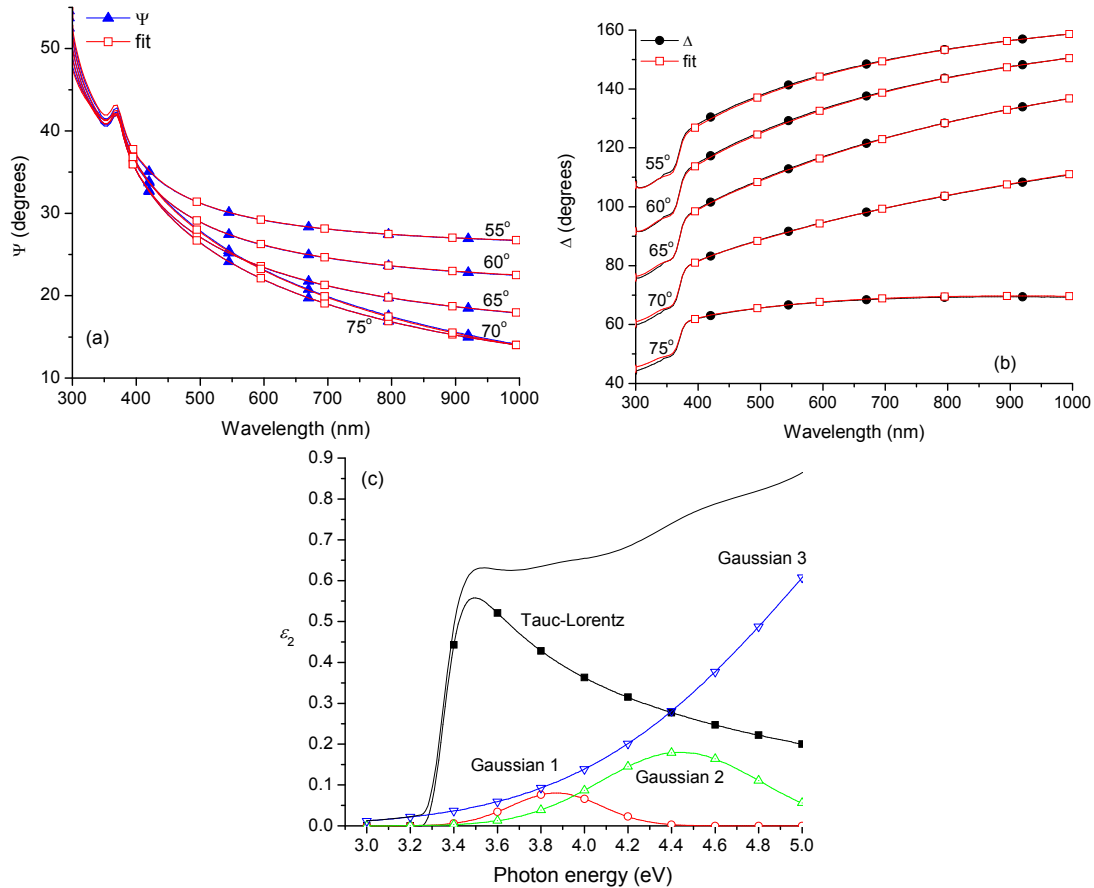 Ψ
fit
50
40
30
20
10
Ψ (degrees)
55°
60°
65°
70°
75°
(a)
300 400 500 600 700 800 900 1000
Wavelength (nm)
Δ
fit
160
140
120
100
80
60
40
Δ (degrees)
55°
60°
65°
70°
75°
(b)
300 400 500 600 700 800 900 1000
Wavelength (nm)
(c)
0.9
0.8
0.7
0.6
0.5
0.4
0.3
0.2
0.1
0.0
ε2
Gaussian 3
Tauc-Lorentz
Gaussian 1
Gaussian 2
3.0 3.2 3.4 3.6 3.8 4.0 4.2 4.4 4.6 4.8 5.0
Photon energy (eV)